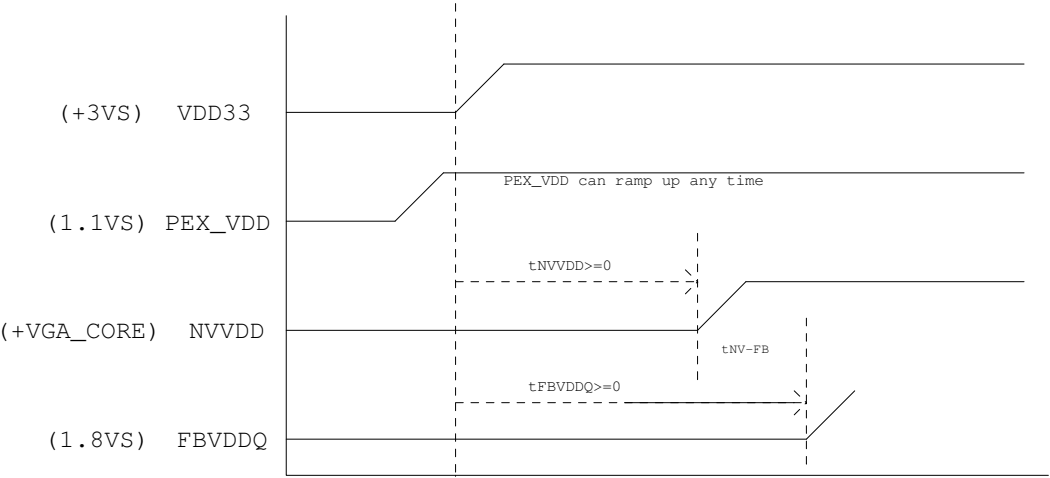 (+3VS) VDD33
PEX_VDD can ramp up any time
(1.1VS) PEX_VDD
tNVVDD>=0
(+VGA_CORE) NVVDD
tNV-FB
tFBVDDQ>=0
(1.8VS) FBVDDQ